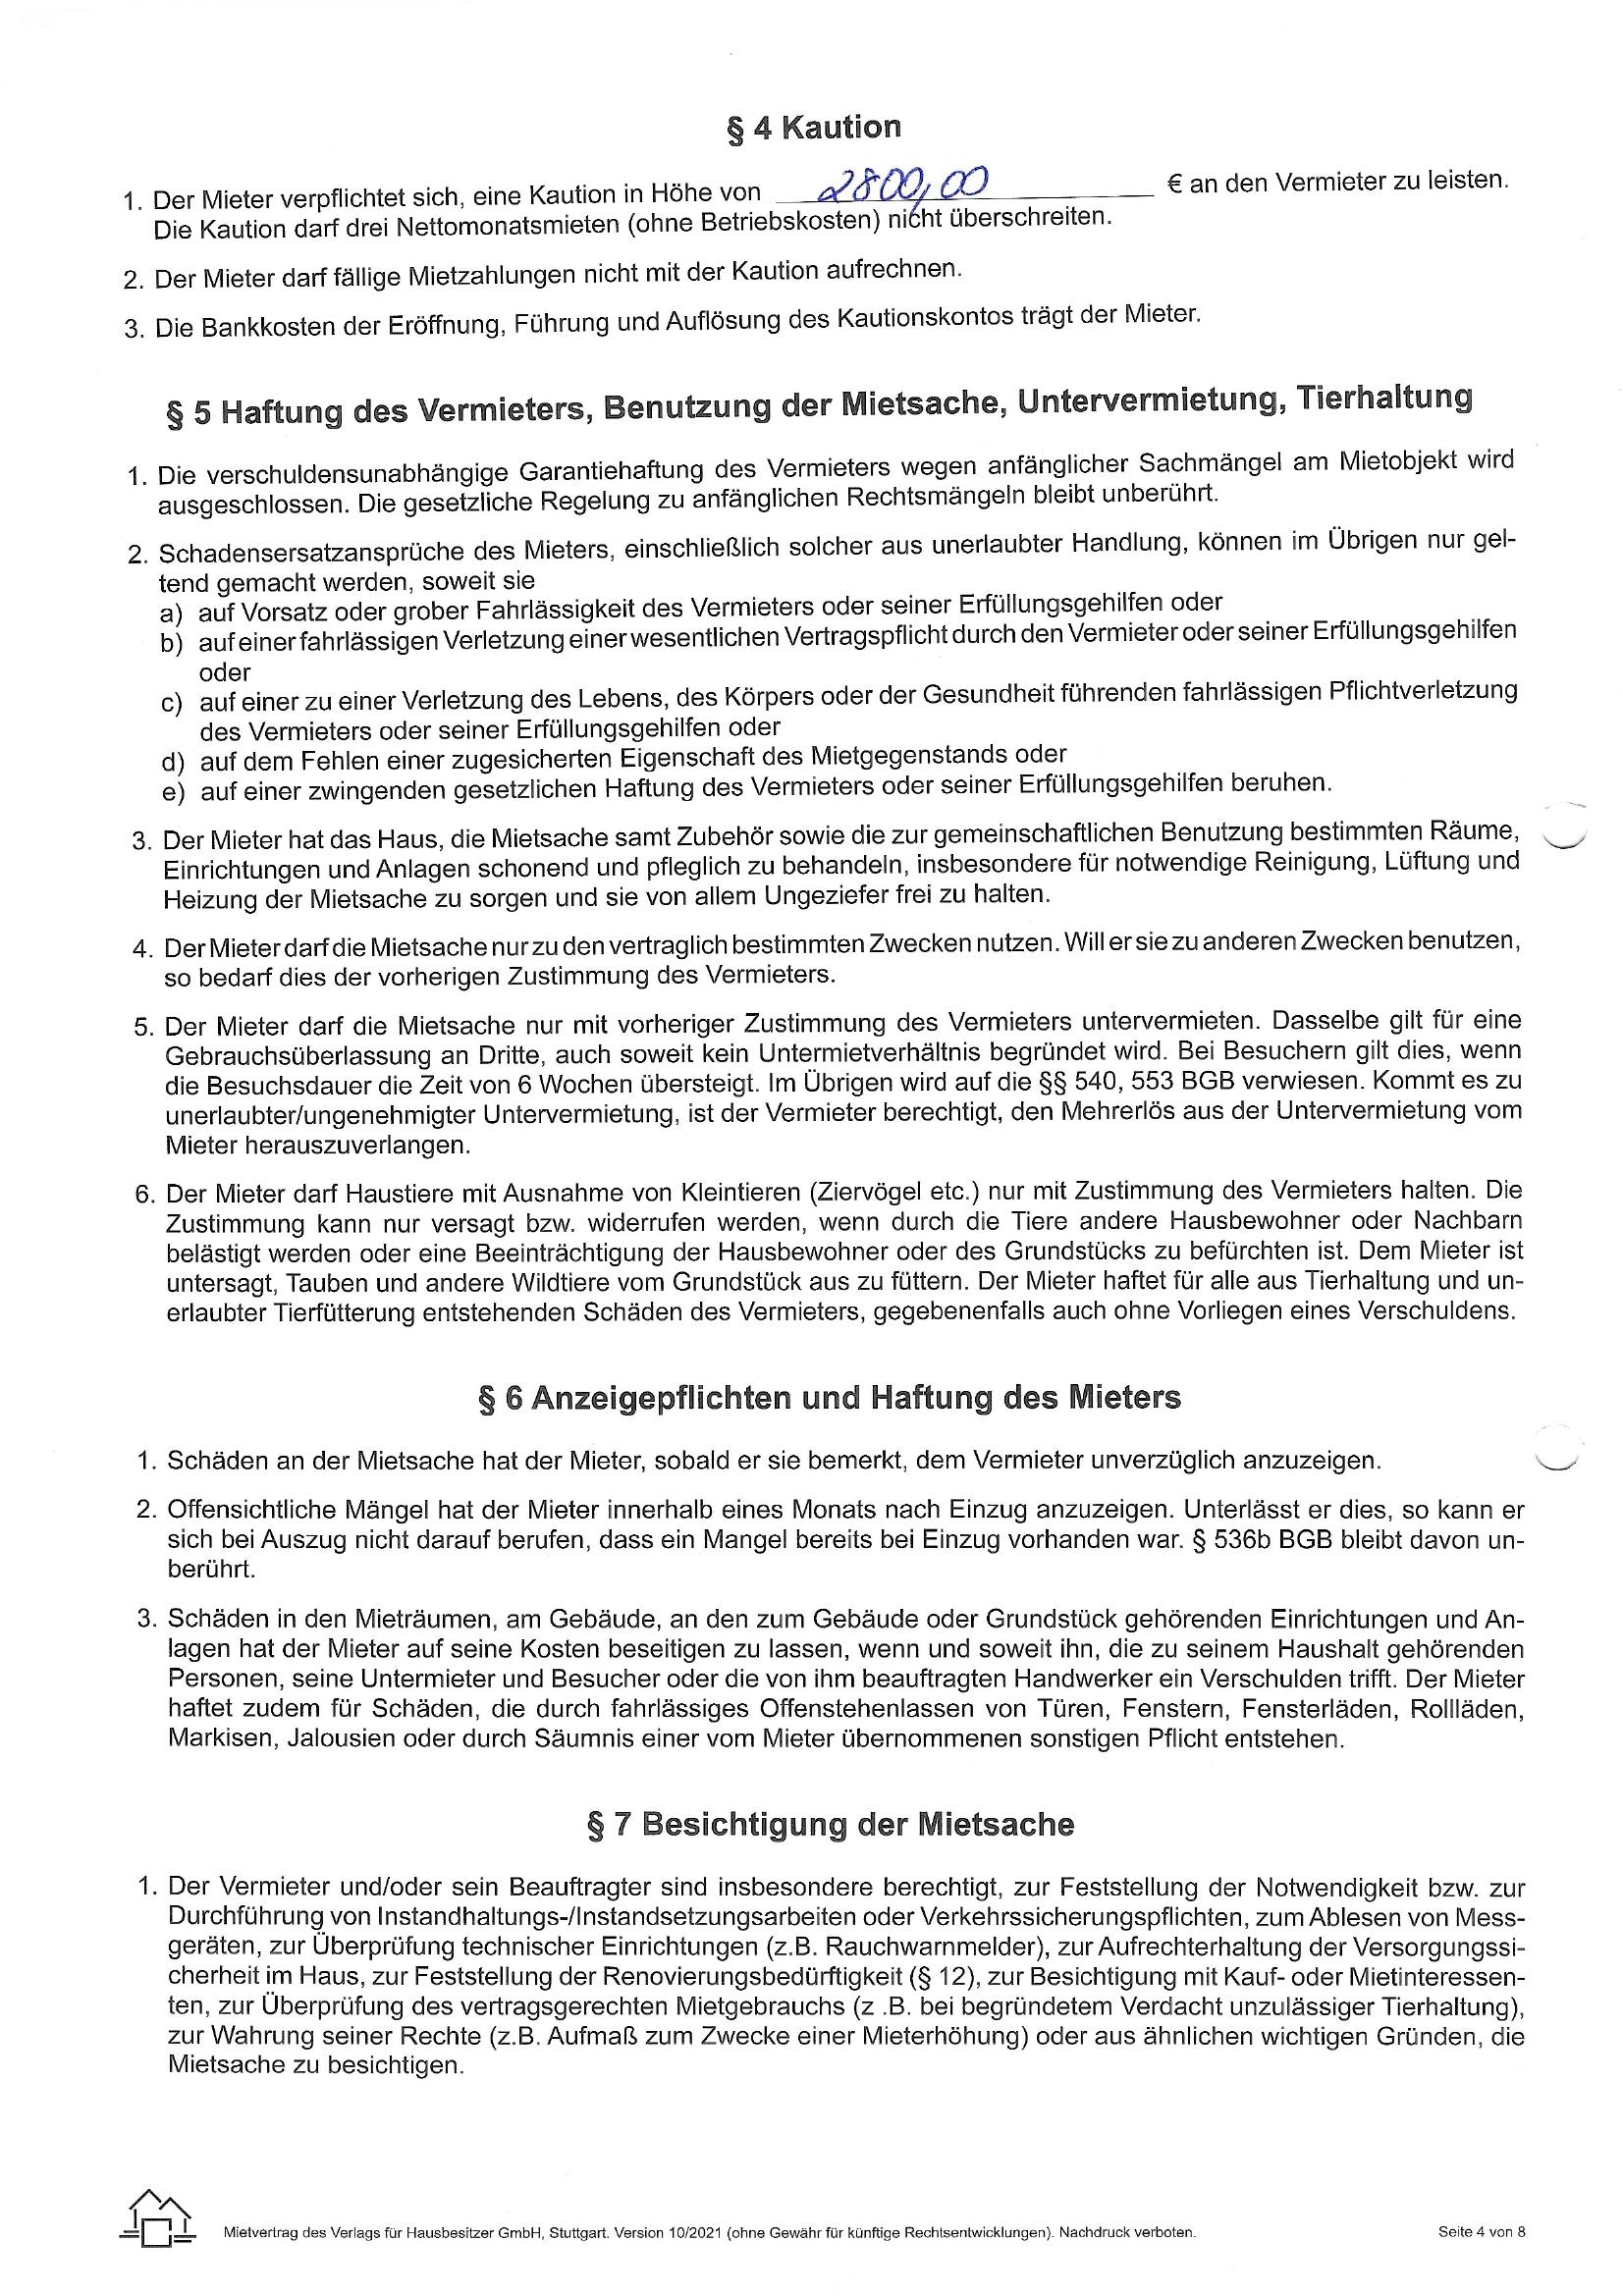 § 4 Kaution
1. Der Mieter verpflichtet sich, eine Kaution in Höhe von 2800,00 € an den Vermieter zu leisten.
Die Kaution darf drei Nettomonatsmieten (ohne Betriebskosten) nicht überschreiten.
2. Der Mieter darf fällige Mietzahlungen nicht mit der Kaution aufrechnen.
3. Die Bankkosten der Eröffnung, Führung und Auflösung des Kautionskontos trägt der Mieter.
§ 5 Haftung des Vermieters, Benutzung der Mietsache, Untervermietung, Tierhaltung
1. Die verschuldensunabhängige Garantiehaftung des Vermieters wegen anfänglicher Sachmängel am Mietobjekt wird
ausgeschlossen. Die gesetzliche Regelung zu anfänglichen Rechtsmängeln bleibt unberührt.
2. Schadensersatzansprüche des Mieters, einschließlich solcher aus unerlaubter Handlung, können im Übrigen nur gel-
tend gemacht werden, soweit sie
a) auf Vorsatz oder grober Fahrlässigkeit des Vermieters oder seiner Erfüllungsgehilfen oder
b) auf einer fahrlässigen Verletzung einer wesentlichen Vertragspflicht durch den Vermieter oder seiner Erfüllungsgehilfen
oder
c) auf einer zu einer Verletzung des Lebens, des Körpers oder der Gesundheit führenden fahrlässigen Pflichtverletzung
des Vermieters oder seiner Erfüllungsgehilfen oder
d) auf dem Fehlen einer zugesicherten Eigenschaft des Mietgegenstands oder
e) auf einer zwingenden gesetzlichen Haftung des Vermieters oder seiner Erfüllungsgehilfen beruhen.
3. Der Mieter hat das Haus, die Mietsache samt Zubehör sowie die zur gemeinschaftlichen Benutzung bestimmten Räume,
Einrichtungen und Anlagen schonend und pfleglich zu behandeln, insbesondere für notwendige Reinigung, Lüftung und
Heizung der Mietsache zu sorgen und sie von allem Ungeziefer frei zu halten.
4. Der Mieter darf die Mietsache nur zu den vertraglich bestimmten Zwecken nutzen. Will er sie zu anderen Zwecken benutzen,
so bedarf dies der vorherigen Zustimmung des Vermieters.
5. Der Mieter darf die Mietsache nur mit vorheriger Zustimmung des Vermieters untervermieten. Dasselbe gilt für eine
Gebrauchsüberlassung an Dritte, auch soweit kein Untermietverhältnis begründet wird. Bei Besuchern gilt dies, wenn
die Besuchsdauer die Zeit von 6 Wochen übersteigt. Im Übrigen wird auf die §§ 540, 553 BGB verwiesen. Kommt es zu
unerlaubter/ungenehmigter Untervermietung, ist der Vermieter berechtigt, den Mehrerlös aus der Untervermietung vom
Mieter herauszuverlangen.
6. Der Mieter darf Haustiere mit Ausnahme von Kleintieren (Ziervögel etc.) nur mit Zustimmung des Vermieters halten. Die
Zustimmung kann nur versagt bzw. widerrufen werden, wenn durch die Tiere andere Hausbewohner oder Nachbarn
belästigt werden oder eine Beeinträchtigung der Hausbewohner oder des Grundstücks zu befürchten ist. Dem Mieter ist
untersagt, Tauben und andere Wildtiere vom Grundstück aus zu füttern. Der Mieter haftet für alle aus Tierhaltung und un-
erlaubter Tierfütterung entstehenden Schäden des Vermieters, gegebenenfalls auch ohne Vorliegen eines Verschuldens.
§ 6 Anzeigepflichten und Haftung des Mieters
1. Schäden an der Mietsache hat der Mieter, sobald er sie bemerkt, dem Vermieter unverzüglich anzuzeigen.
2. Offensichtliche Mängel hat der Mieter innerhalb eines Monats nach Einzug anzuzeigen. Unterlässt er dies, so kann er
sich bei Auszug nicht darauf berufen, dass ein Mangel bereits bei Einzug vorhanden war. § 536b BGB bleibt davon un-
berührt.
3. Schäden in den Mieträumen, am Gebäude, an den zum Gebäude oder Grundstück gehörenden Einrichtungen und An-
lagen hat der Mieter auf seine Kosten beseitigen zu lassen, wenn und soweit ihn, die zu seinem Haushalt gehörenden
Personen, seine Untermieter und Besucher oder die von ihm beauftragten Handwerker ein Verschulden trifft. Der Mieter
haftet zudem für Schäden, die durch fahrlässiges Offenstehenlassen von Türen, Fenstern, Fensterläden, Rollläden,
Markisen, Jalousien oder durch Säumnis einer vom Mieter übernommenen sonstigen Pflicht entstehen.
§ 7 Besichtigung der Mietsache
1. Der Vermieter und/oder sein Beauftragter sind insbesondere berechtigt, zur Feststellung der Notwendigkeit bzw. zur
Durchführung von Instandhaltungs-/Instandsetzungsarbeiten oder Verkehrssicherungspflichten, zum Ablesen von Mess-
geräten, zur Überprüfung technischer Einrichtungen (z.B. Rauchwarnmelder), zur Aufrechterhaltung der Versorgungssi-
cherheit im Haus, zur Feststellung der Renovierungsbedürftigkeit (§ 12), zur Besichtigung mit Kauf- oder Mietinteressen-
ten, zur Überprüfung des vertragsgerechten Mietgebrauchs (z .B. bei begründetem Verdacht unzulässiger Tierhaltung),
zur Wahrung seiner Rechte (z.B. Aufmaß zum Zwecke einer Mieterhöhung) oder aus ähnlichen wichtigen Gründen, die
Mietsache zu besichtigen.
Mietvertrag des Verlags für Hausbesitzer GmbH, Stuttgart. Version 10/2021 (ohne Gewähr für künftige Rechtsentwicklungen). Nachdruck verboten. Seite 4 von 8